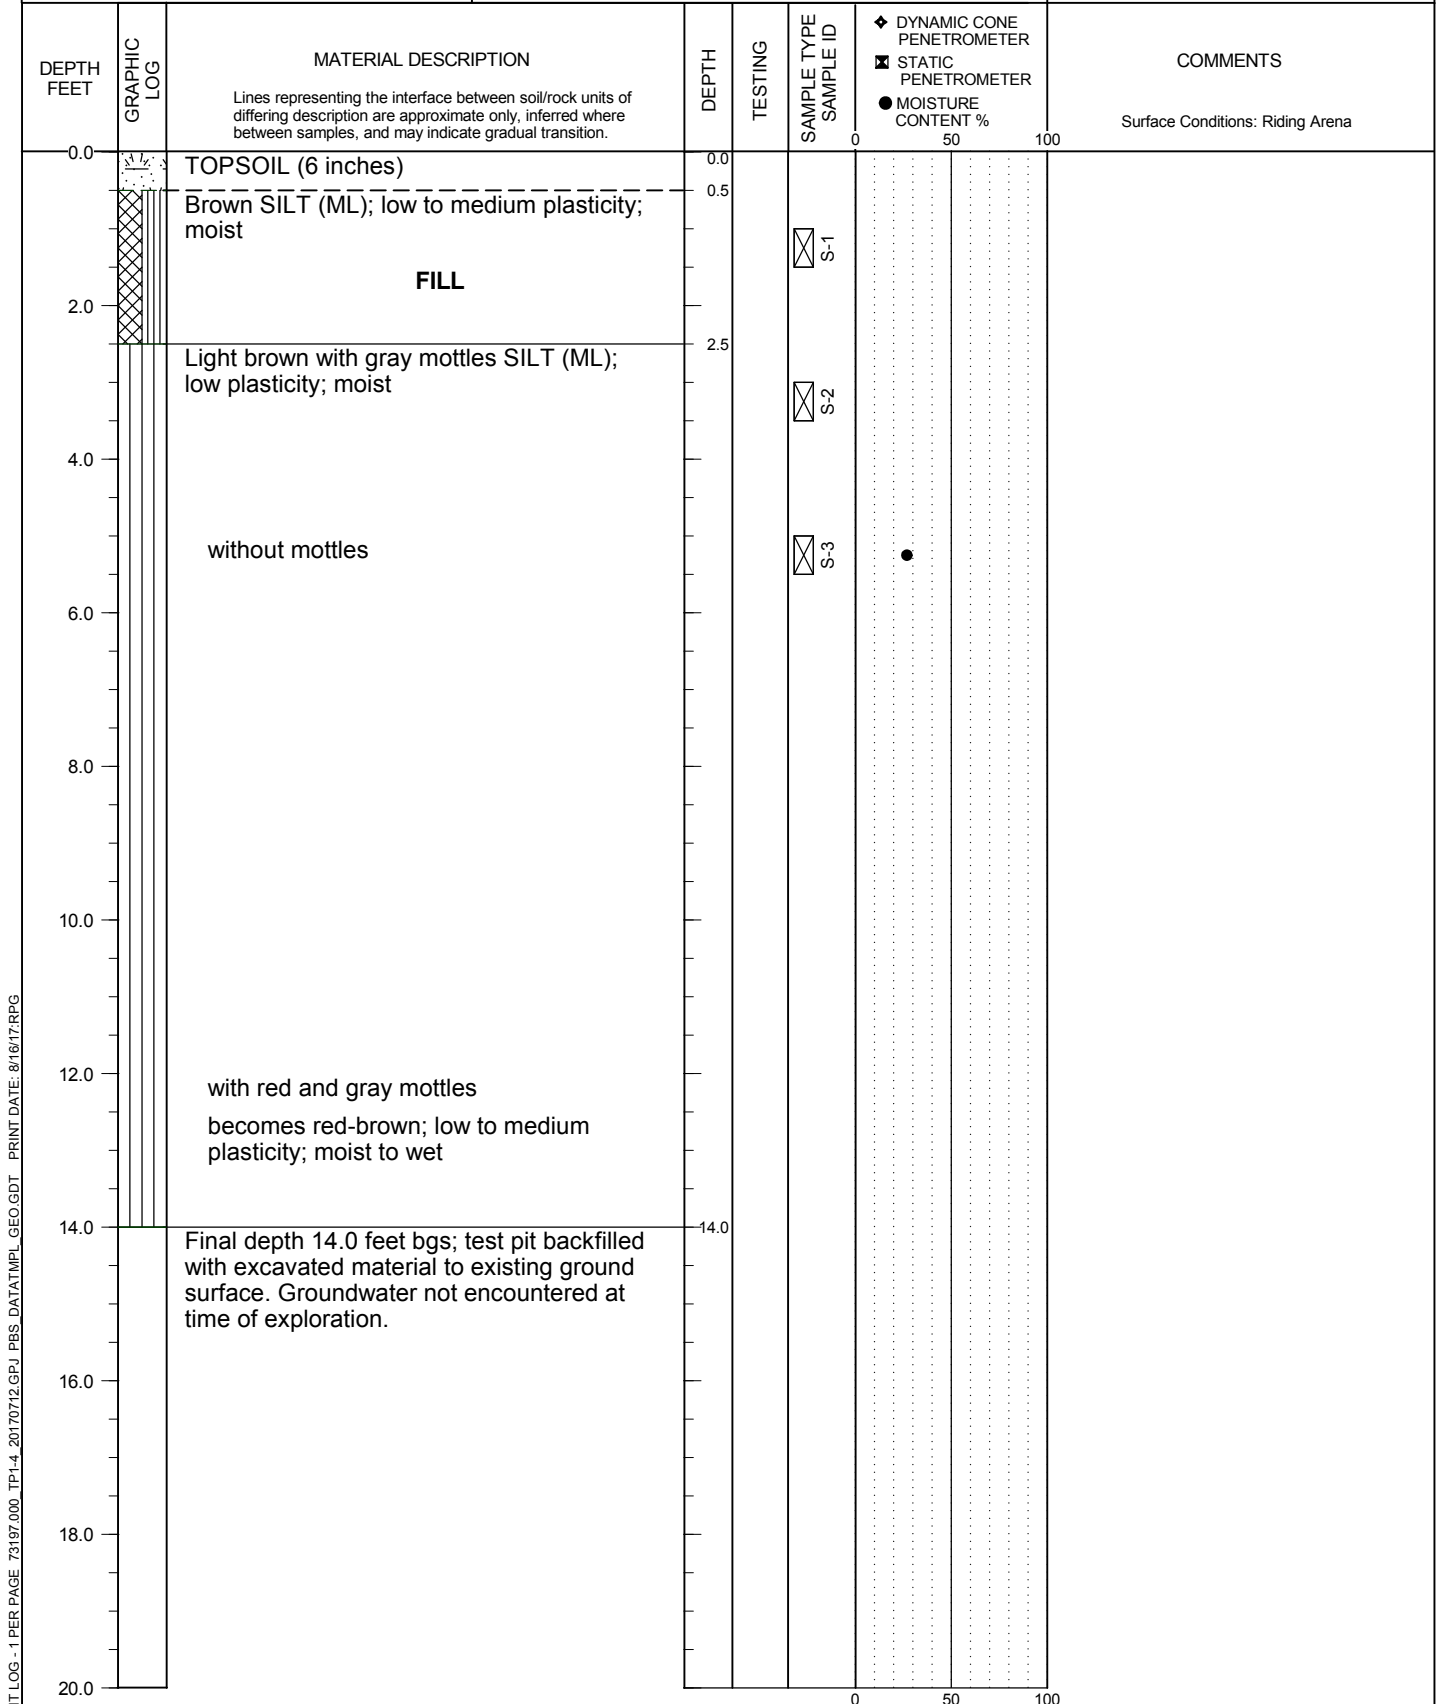 DEPTH
FEET
GRAPHIC
LOG
MATERIAL DESCRIPTION
Lines representing the interface between soil/rock units of
differing description are approximate only, inferred where
between samples, and may indicate gradual transition.
DEPTH
TESTING
SAMPLE TYPE
SAMPLE ID
DYNAMIC CONE
PENETROMETER
STATIC
PENETROMETER
MOISTURE
CONTENT %
0 50 100
COMMENTS
Surface Conditions: Riding Arena
0.0
TOPSOIL (6 inches)
0.0
0.5
Brown SILT (ML); low to medium plasticity;
moist
S-1
FILL
2.0
2.5
Light brown with gray mottles SILT (ML);
low plasticity; moist
S-2
4.0
without mottles
S-3
6.0
8.0
10.0
12.0
with red and gray mottles
becomes red-brown; low to medium
plasticity; moist to wet
14.0
14.0
Final depth 14.0 feet bgs; test pit backfilled
with excavated material to existing ground
surface. Groundwater not encountered at
time of exploration.
16.0
18.0
20.0
0 50 100
T LOG - 1 PER PAGE 73197.000_TP1-4_20170712.GPJ PBS_DATATMPL_GEO.GDT PRINT DATE: 8/16/17:RPG